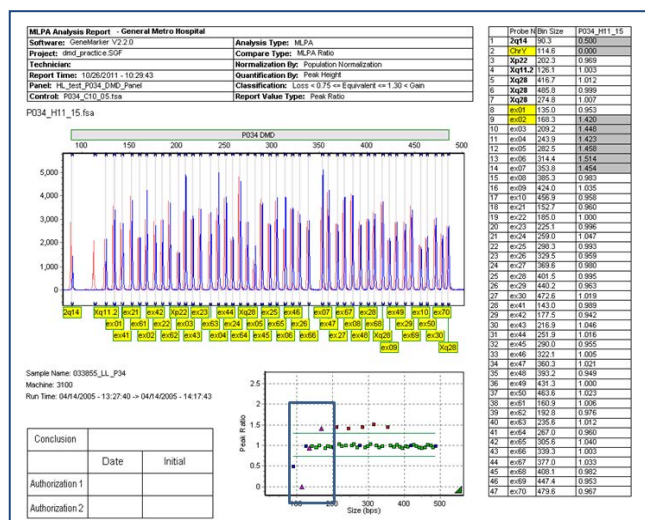 MLPA Analysis Report - General Metro Hospital
Software: GeneMarker V2.2.0 Analysis Type: MLPA
Project: dmd_practice.SGF Compare Type: MLPA Ratio
Technician: Normalization By: Population Normalization
Report Time: 10/26/2011 - 10:29:43 Quantification By: Peak Height
Panel: HL_test_P034_DMD_Panel Classification: Loss < 0.75 <= Equivalent <= 1.30 < Gain
Control: P034_C10_05.fsa Report Value Type: Peak Ratio
P034_H11_15.fsa
P034 DMD
100 200 300 400 500
5,000
4,000
3,000
2,000
1,000
0
2q14 Xq11.2 ex21 ex42 Xp22 ex23 ex44 Xq28 ex26 ex46 ex07 ex67 ex28 ex49 ex10 ex70
ex01 ex61 ex22 ex03 ex24 ex05 ex06 ex08 ex50
ex41 ex02 ex62 ex43 ex63 ex64 ex45 ex65 ex66 ex27 ex48 Xq28 ex09 ex69 ex30 Xq28
Sample Name: 033855_LL_P34
Machine: 3100
Run Time: 04/14/2005 - 13:27:40 -> 04/14/2005 - 14:17:43
Conclusion
Date Initial
Authorization 1
Authorization 2
Peak Ratio
2.5
2
1.5
1
0.5
0
100 200 300 400 500
Size (bps)
Probe N Bin Size P034_H11_15
1 2q14 90.3 0.500
2 ChrY 114.6 0.000
3 Xp22 202.3 0.969
4 Xq11.2 126.1 1.003
5 Xq28 416.7 1.012
6 Xq28 485.8 0.999
7 Xq28 274.8 1.007
8 ex01 135.0 0.953
9 ex02 168.3 1.420
10 ex03 209.2 1.448
11 ex04 243.9 1.423
12 ex05 282.5 1.458
13 ex06 314.4 1.514
14 ex07 353.8 1.454
15 ex08 385.3 0.983
16 ex09 424.0 1.035
17 ex10 456.9 0.958
18 ex21 152.7 0.960
19 ex22 185.0 1.000
20 ex23 225.1 0.996
21 ex24 259.0 1.047
22 ex25 298.3 0.993
23 ex26 329.5 0.959
24 ex27 369.6 0.980
25 ex28 401.5 0.995
26 ex29 440.2 0.963
27 ex30 472.6 1.019
28 ex41 143.0 0.989
29 ex42 177.5 0.942
30 ex43 216.9 1.046
31 ex44 251.9 1.016
32 ex45 290.0 0.955
33 ex46 322.1 1.005
34 ex47 360.3 1.021
35 ex48 393.2 0.949
36 ex49 431.3 1.000
37 ex50 463.6 1.023
38 ex61 160.9 1.006
39 ex62 192.8 0.976
40 ex63 235.6 1.012
41 ex64 267.0 0.960
42 ex65 305.6 1.040
43 ex66 339.3 1.003
44 ex67 377.0 1.033
45 ex68 408.1 0.982
46 ex69 447.4 0.953
47 ex70 479.6 0.967